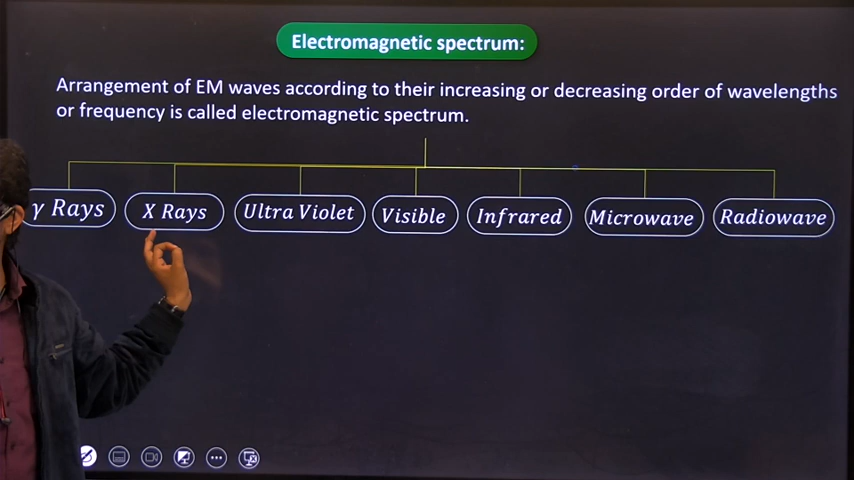 Electromagnetic spectrum:
Arrangement of EM waves according to their increasing or decreasing order of wavelengths
or frequency is called electromagnetic spectrum.
γ Rays X Rays Ultra Violet Visible Infrared Microwave Radiowave